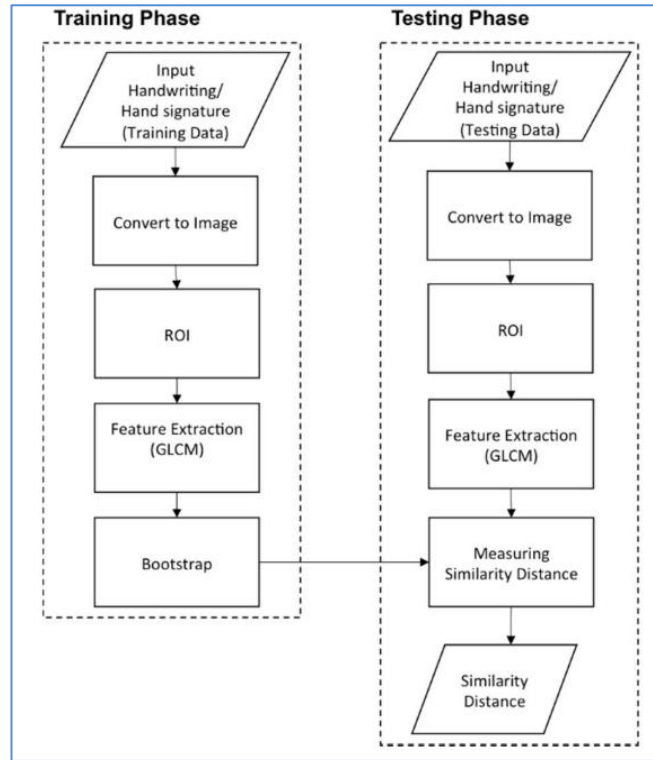 Training Phase
Input
Handwriting/
Hand signature
(Training Data)
Convert to Image
ROI
Feature Extraction
(GLCM)
Bootstrap
Testing Phase
Input
Handwriting/
Hand signature
(Testing Data)
Convert to Image
ROI
Feature Extraction
(GLCM)
Measuring
Similarity Distance
Similarity
Distance